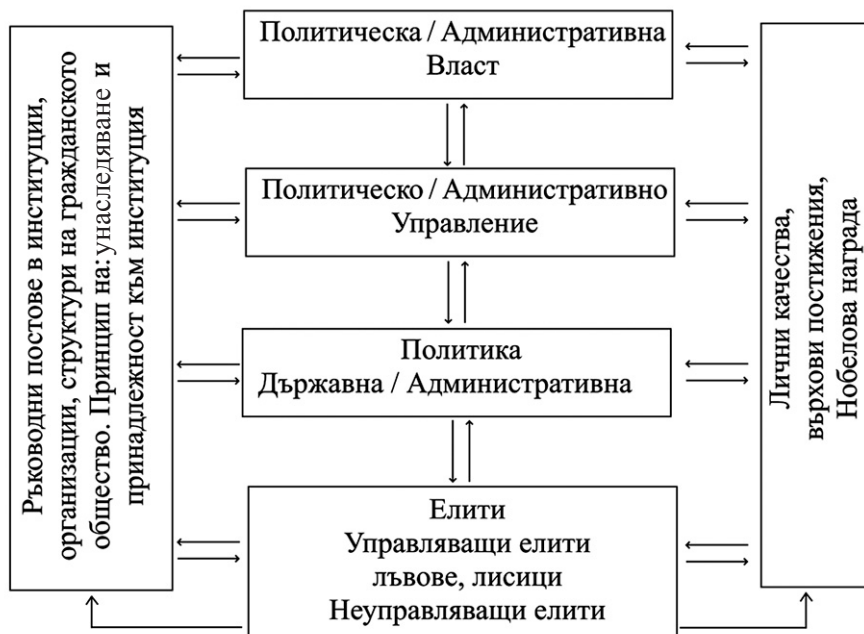 Ръководни постове в институции,
организации, структури на гражданското
общество. Принцип на: унаследяване и
принадлежност към институция
Политическа / Административна
Власт
Политическо / Административно
Управление
Политика
Държавна / Административна
Елити
Управляващи елити
лъвове, лисици
Неуправляващи елити
Лични качества,
върхови постижения,
Нобелова награда